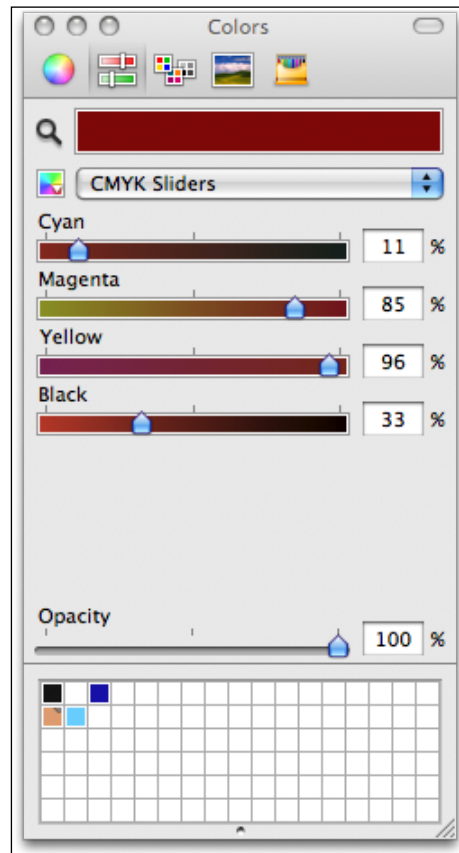 Colors
CMYK Sliders
Cyan
11 %
Magenta
85 %
Yellow
96 %
Black
33 %
Opacity
100 %